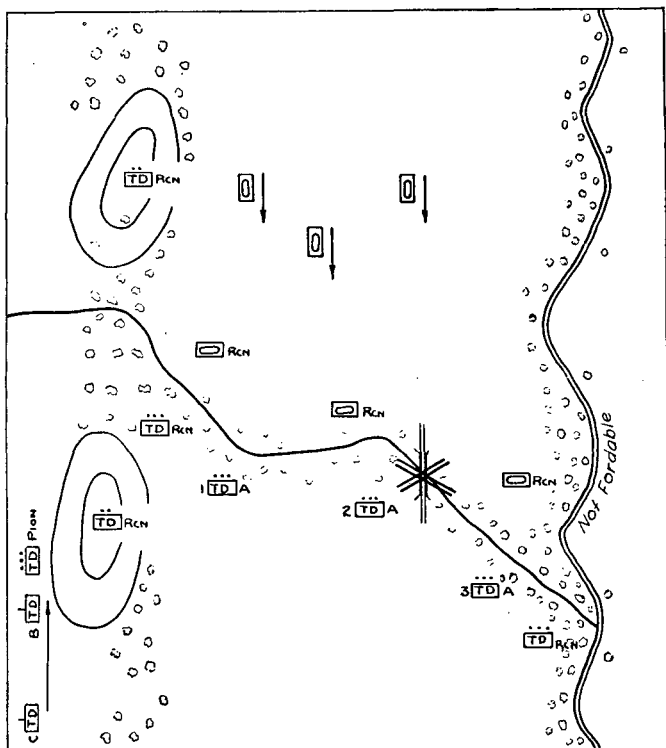 TD RCN
RCN
RCN
TD RCN
1 TD A
RCN
2 TD A
Not Fordable
TD RCN
TD PION
3 TD A
B TD
TD RCN
C TD